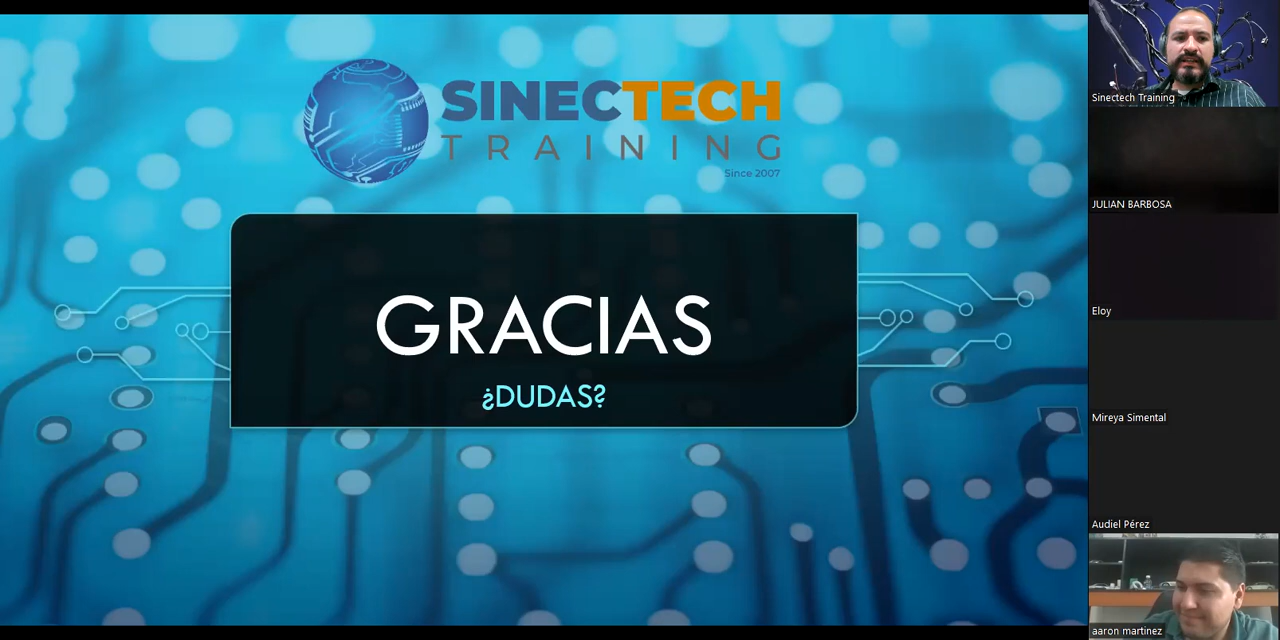 SINECTECH
TRAINING
Since 2007
GRACIAS
¿DUDAS?
Sinectech Training
JULIAN BARBOSA
Eloy
Mireya Simental
Audiel Pérez
aaron martinez